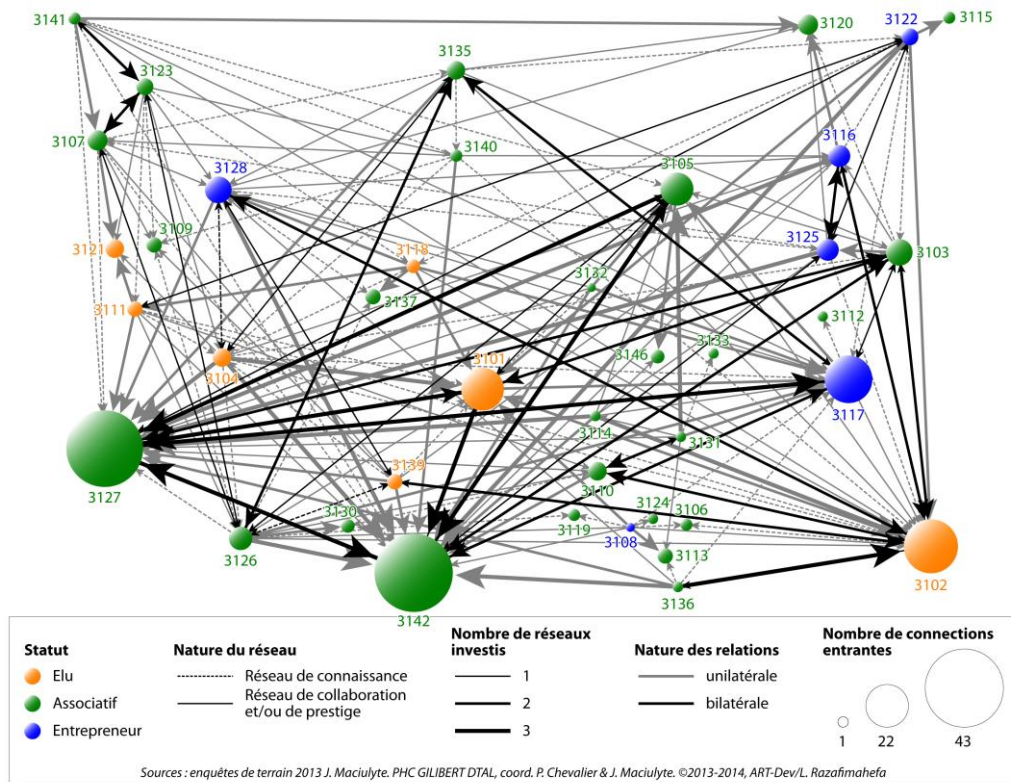 3141
3120
3122
3115
3135
3123
3107
3116
3140
3128
3105
3109
3121
3118
3125
3103
3132
3137
3111
3112
3133
3146
3104
3101
3117
3114
3131
3139
3127
3110
3130
3124
3106
3119
3108
3126
3113
3102
3136
3142
Statut
Elu
Associatif
Entrepreneur
Nature du réseau
Réseau de connaissance
Réseau de collaboration
et/ou de prestige
Nombre de réseaux
investis
1
2
3
Nature des relations
unilatérale
bilatérale
Nombre de connections
entrantes
1
22
43
Sources : enquêtes de terrain 2013 J. Maciulyte. PHC GILIBERT DTAL, coord. P. Chevalier & J. Maciulyte. ©2013-2014, ART-Dev/L. Razafimahefa